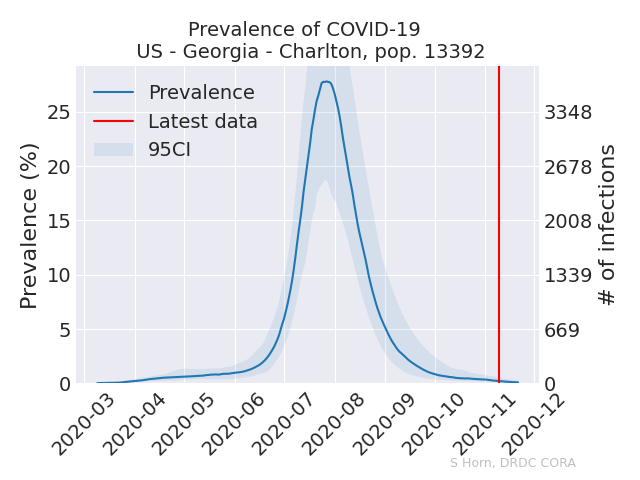 Prevalence of COVID-19
US - Georgia - Charlton, pop. 13392
Prevalence
Latest data
95CI
Prevalence (%)
25
20
15
10
5
0
3348
2678
2008
1339
669
0
# of infections
2020-03
2020-04
2020-05
2020-06
2020-07
2020-08
2020-09
2020-10
2020-11
2020-12
S Horn, DRDC CORA